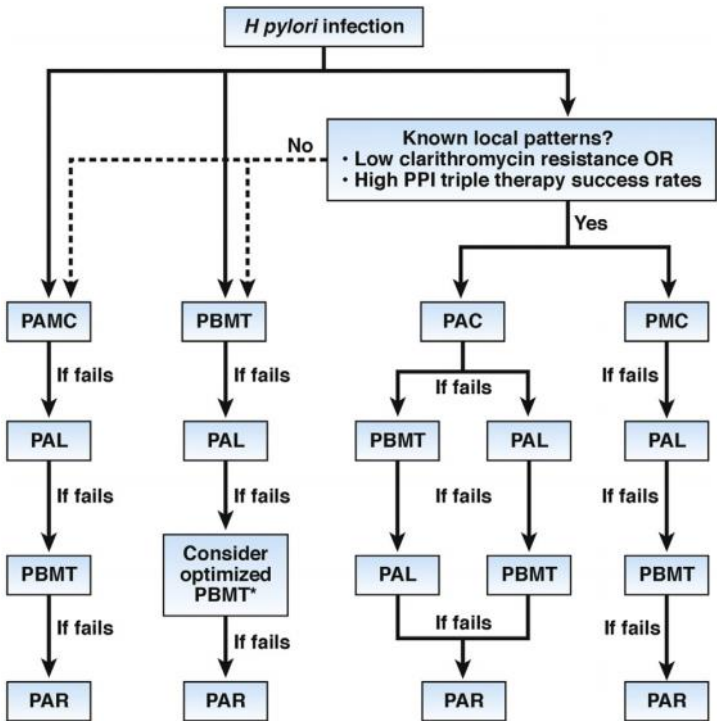 H pylori infection
No
Known local patterns?
· Low clarithromycin resistance OR
· High PPI triple therapy success rates
Yes
PAMC
PBMT
PAC
PMC
If fails
If fails
If fails
If fails
PAL
PAL
PBMT
PAL
PAL
If fails
If fails
If fails
If fails
PBMT
Consider
optimized
PBMT*
PAL
PBMT
PBMT
If fails
If fails
If fails
If fails
PAR
PAR
PAR
PAR